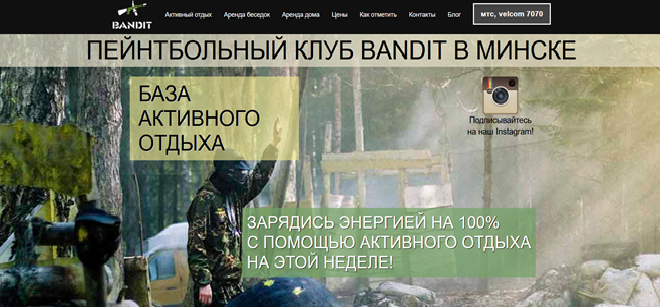 BANDIT
Активный отдых Аренда беседок Аренда дома Цены Как отметить Контакты Блог мтс, velcom 7070
ПЕЙНТБОЛЬНЫЙ КЛУБ BANDIT В МИНСКЕ
БАЗА
АКТИВНОГО
ОТДЫХА
Подписывайтесь
на наш Instagram!
ЗАРЯДИСЬ ЭНЕРГИЕЙ НА 100%
С ПОМОЩЬЮ АКТИВНОГО ОТДЫХА
НА ЭТОЙ НЕДЕЛЕ!